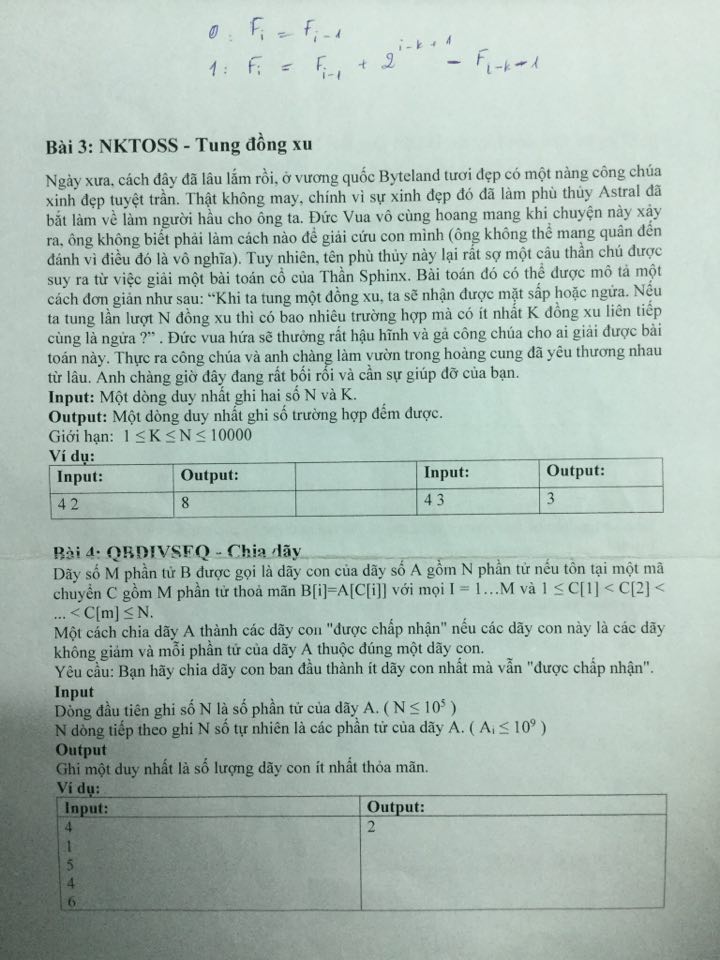 0 : Fi = Fi-1
1 : Fi = Fi-1 + 2^i-k+1 - Fi-k-1
Bài 3: NKTOSS - Tung đồng xu
Ngày xưa, cách đây đã lâu lắm rồi, ở vương quốc Byteland tươi đẹp có một nàng công chúa
xinh đẹp tuyệt trần. Thật không may, chính vì sự xinh đẹp đó đã làm phù thủy Astral đã
bắt làm về làm người hầu cho ông ta. Đức Vua vô cùng hoang mang khi chuyện này xảy
ra, ông không biết phải làm cách nào để giải cứu con mình (ông không thể mang quân đến
đánh vì điều đó là vô nghĩa). Tuy nhiên, tên phù thủy này lại rất sợ một câu thần chú được
suy ra từ việc giải một bài toán cổ của Thần Sphinx. Bài toán đó có thể được mô tả một
cách đơn giản như sau: “Khi ta tung một đồng xu, ta sẽ nhận được mặt sấp hoặc ngửa. Nếu
ta tung lần lượt N đồng xu thì có bao nhiêu trường hợp mà có ít nhất K đồng xu liên tiếp
cùng là ngửa ?” . Đức vua hứa sẽ thưởng rất hậu hĩnh và gả công chúa cho ai giải được bài
toán này. Thực ra công chúa và anh chàng làm vườn trong hoàng cung đã yêu thương nhau
từ lâu. Anh chàng giờ đây đang rất bối rối và cần sự giúp đỡ của bạn.
Input: Một dòng duy nhất ghi hai số N và K.
Output: Một dòng duy nhất ghi số trường hợp đếm được.
Giới hạn: 1 ≤ K ≤ N ≤ 10000
Ví dụ:
Input: Output: Input: Output:
4 2 8 4 3 3
Bài 4: QBDIVSEQ - Chia dãy
Dãy số M phần tử B được gọi là dãy con của dãy số A gồm N phần tử nếu tồn tại một mã
chuyển C gồm M phần tử thoả mãn B[i]=A[C[i]] với mọi I = 1…M và 1 ≤ C[1] < C[2] <
... < C[m] ≤ N.
Một cách chia dãy A thành các dãy con "được chấp nhận" nếu các dãy con này là các dãy
không giảm và mỗi phần tử của dãy A thuộc đúng một dãy con.
Yêu cầu: Bạn hãy chia dãy con ban đầu thành ít dãy con nhất mà vẫn "được chấp nhận".
Input
Dòng đầu tiên ghi số N là số phần tử của dãy A. ( N ≤ 10⁵ )
N dòng tiếp theo ghi N số tự nhiên là các phần tử của dãy A. ( Ai ≤ 10⁹ )
Output
Ghi một duy nhất là số lượng dãy con ít nhất thỏa mãn.
Ví dụ:
Input: Output:
4 2
1
5
4
6